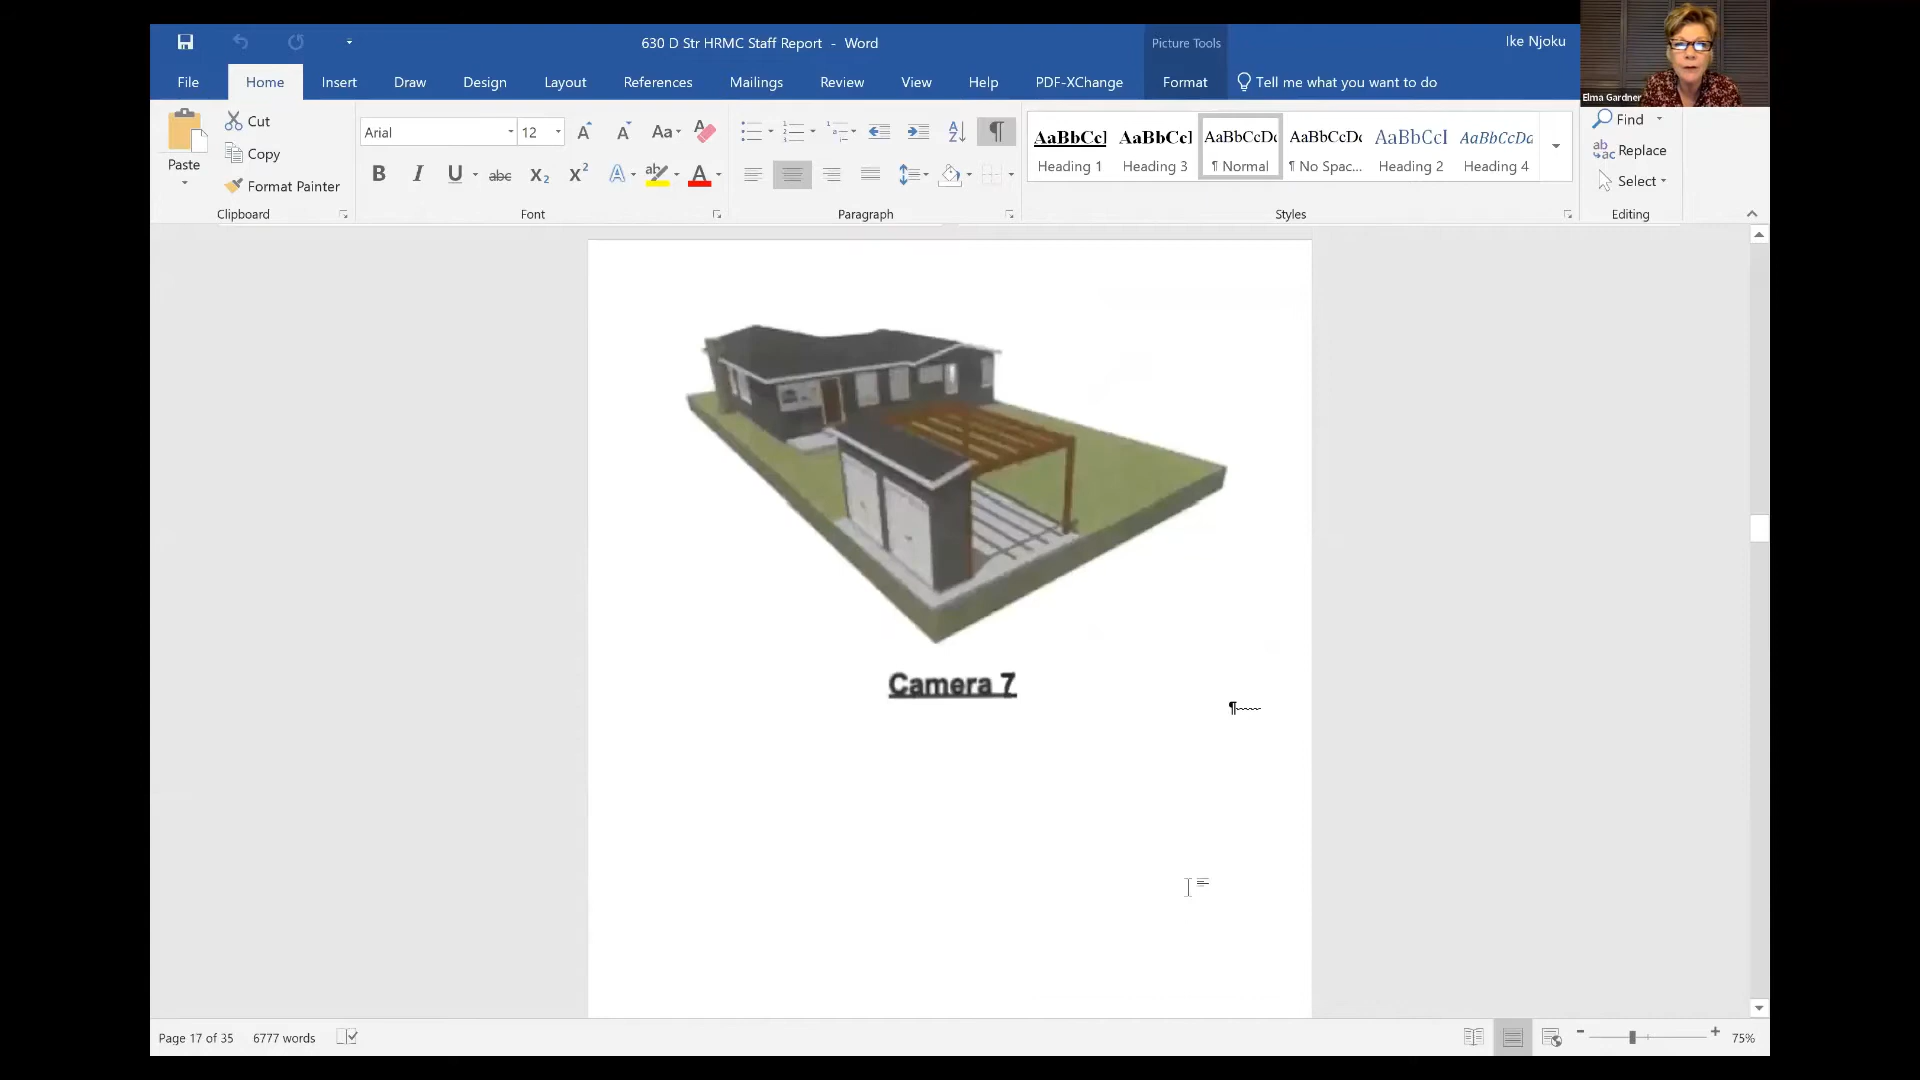 630 D Str HRMC Staff Report - Word
Picture Tools
Ike Njoku
File Home Insert Draw Design Layout References Mailings Review View Help PDF-XChange Format Tell me what you want to do
Elma Gardner
Paste
Cut
Copy
Format Painter
Clipboard
Arial 12
Font
Paragraph
AaBbCcI AaBbCcI AaBbCcDc AaBbCcDc AaBbCcI AaBbCcDa
Heading 1 Heading 3 ¶ Normal ¶ No Spac... Heading 2 Heading 4
Styles
Find
Replace
Select
Editing
Camera 7
¶
Page 17 of 35 6777 words
75%